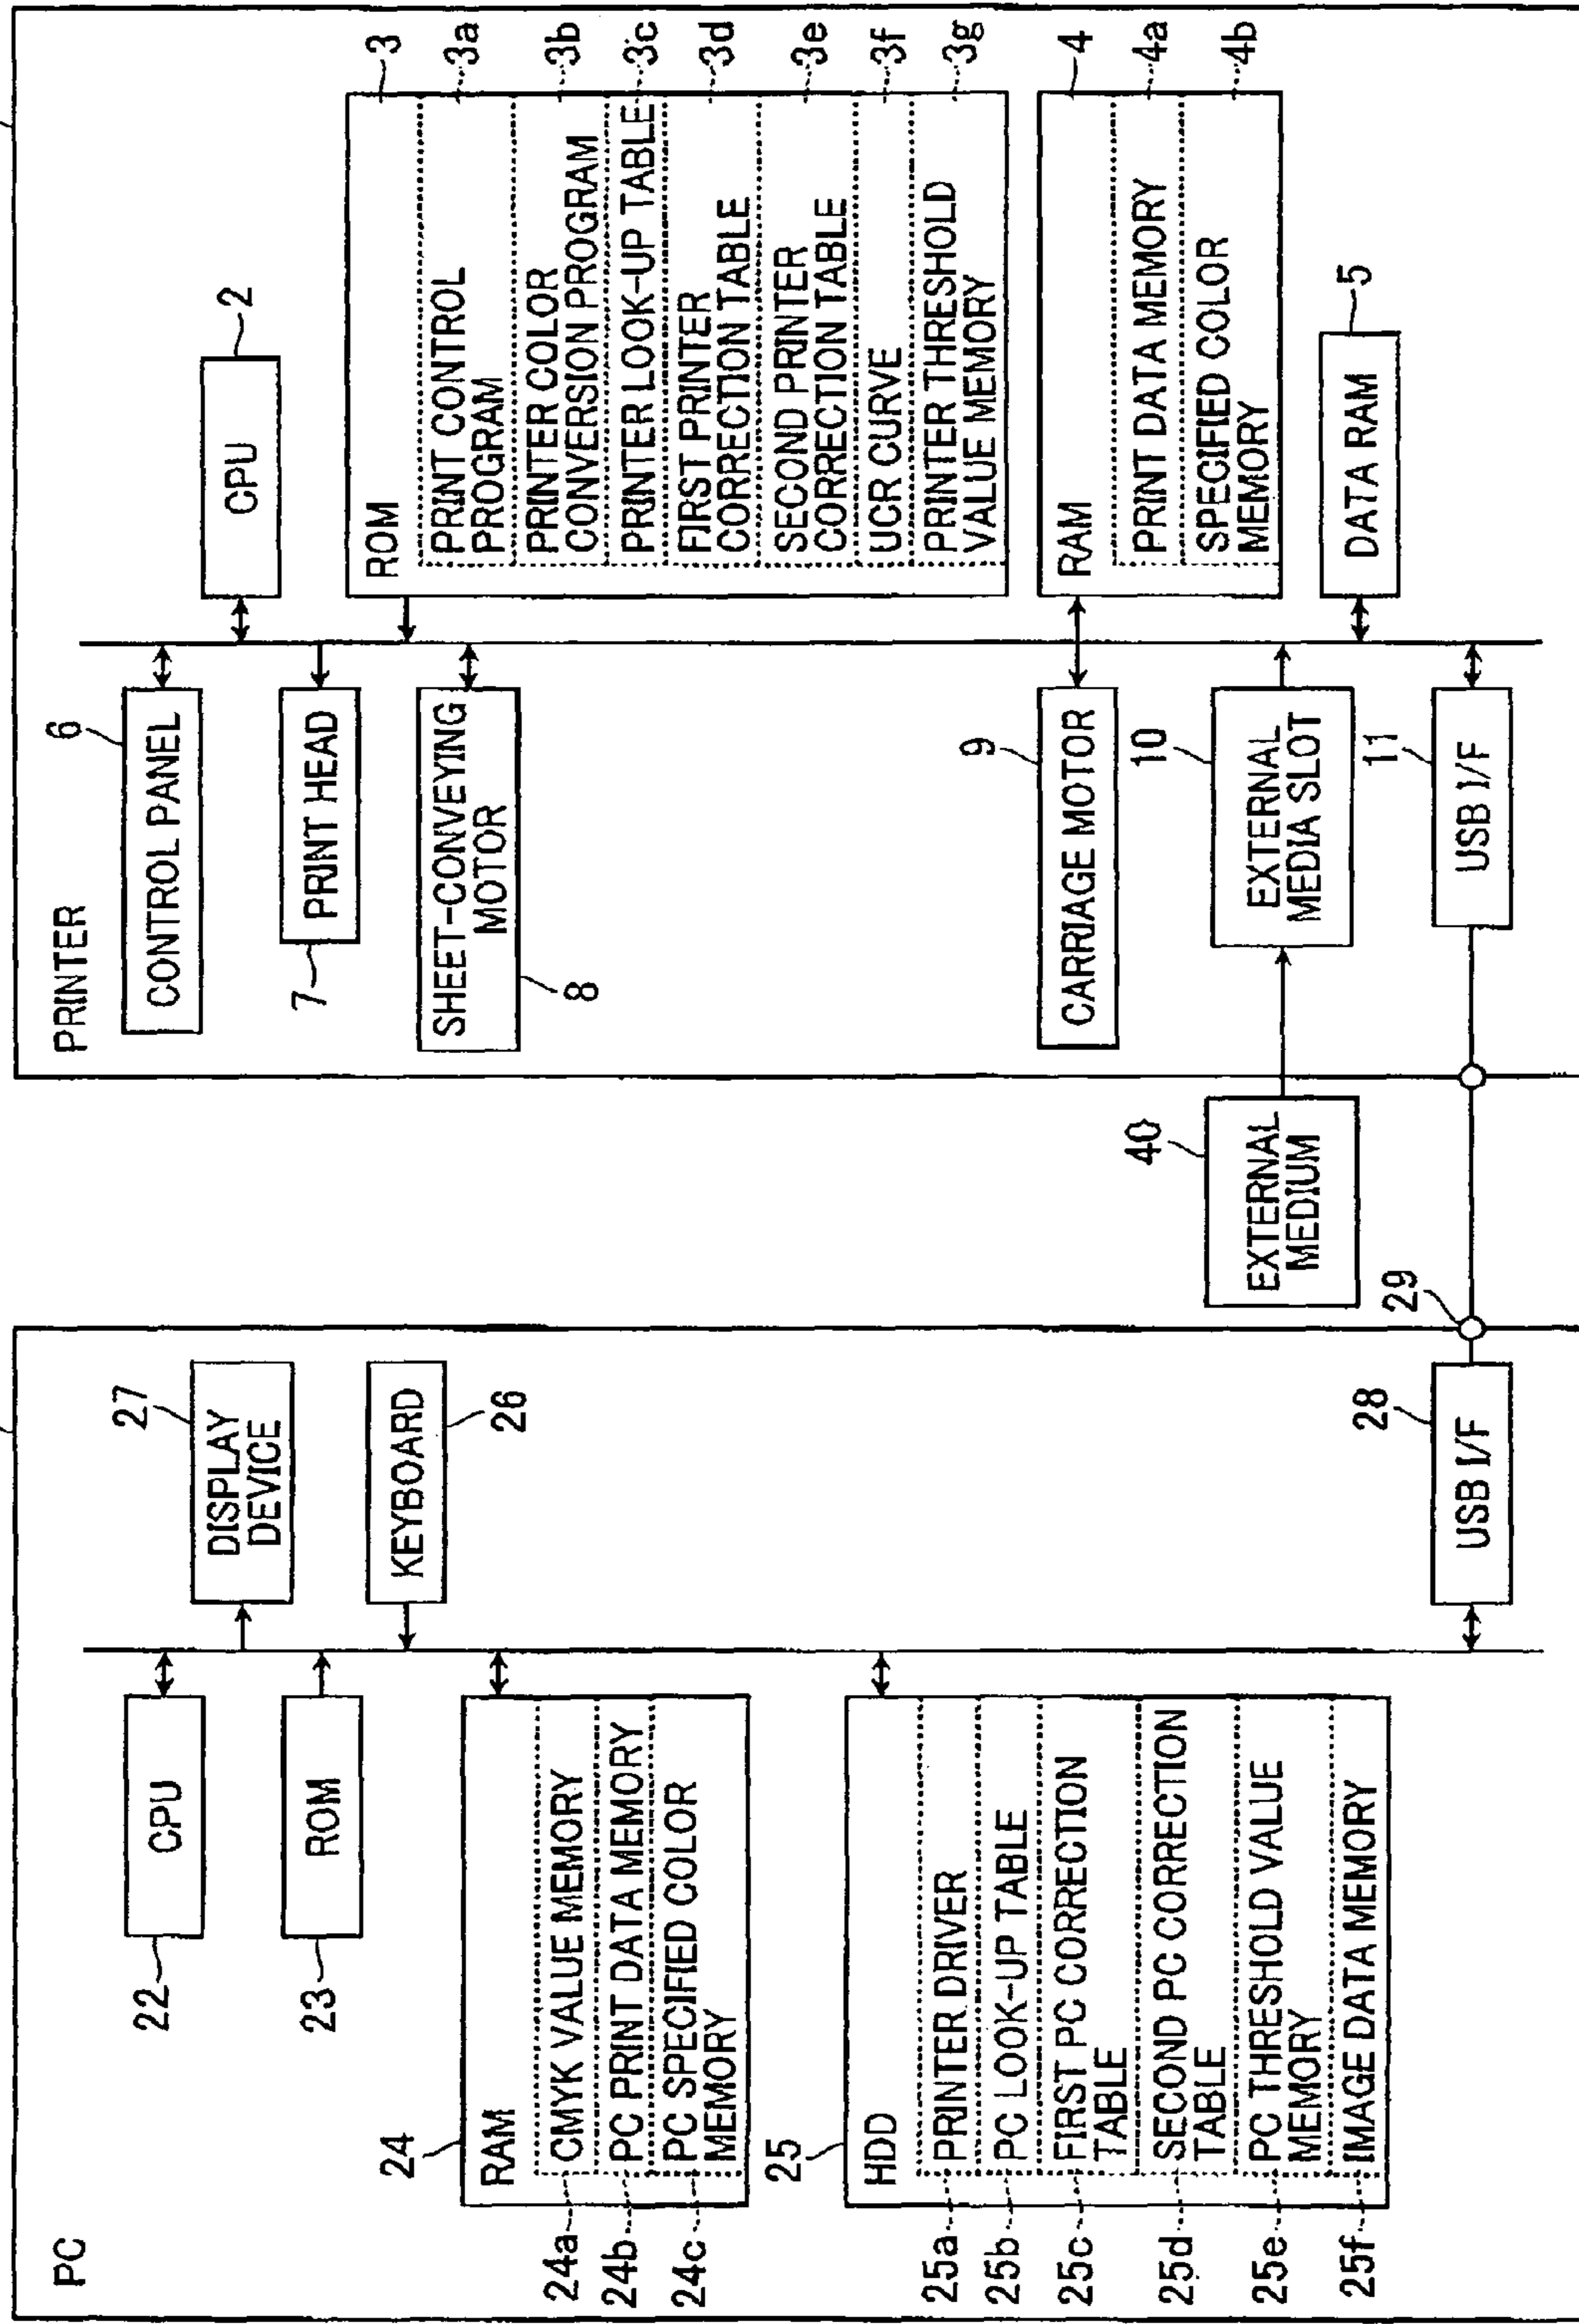 PC
22
CPU
23
ROM
24
RAM
24a
CMYK VALUE MEMORY
24b
PC PRINT DATA MEMORY
24c
PC SPECIFIED COLOR
MEMORY
25
HDD
25a
PRINTER DRIVER
25b
PC LOOK-UP TABLE
25c
FIRST PC CORRECTION
TABLE
25d
SECOND PC CORRECTION
TABLE
25e
PC THRESHOLD VALUE
MEMORY
25f
IMAGE DATA MEMORY
27
DISPLAY
DEVICE
KEYBOARD
26
28
USB I/F
29
40
EXTERNAL
MEDIUM
PRINTER
6
CONTROL PANEL
7
PRINT HEAD
SHEET-CONVEYING
MOTOR
8
9
CARRIAGE MOTOR
10
EXTERNAL
MEDIA SLOT
11
USB I/F
CPU
2
ROM
3
PRINT CONTROL
PROGRAM
3a
PRINTER COLOR
CONVERSION PROGRAM
3b
PRINTER LOOK-UP TABLE
3c
FIRST PRINTER
CORRECTION TABLE
3d
SECOND PRINTER
CORRECTION TABLE
3e
UCR CURVE
3f
PRINTER THRESHOLD
VALUE MEMORY
3g
RAM
4
PRINT DATA MEMORY
4a
SPECIFIED COLOR
MEMORY
4b
DATA RAM
5